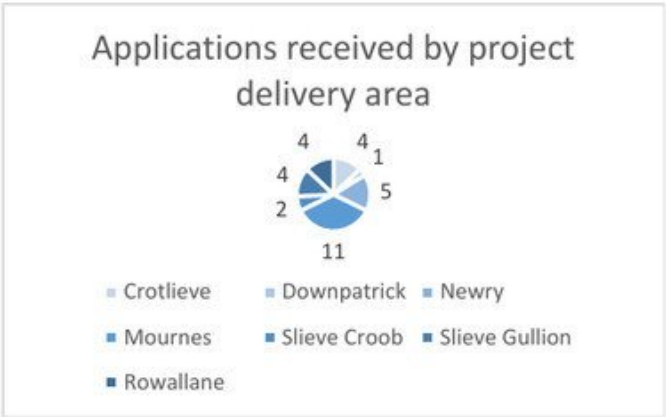 Applications received by project
delivery area
4 4
1
4
5
2
11
Crotlieve Downpatrick Newry
Mournes Slieve Croob Slieve Gullion
Rowallane